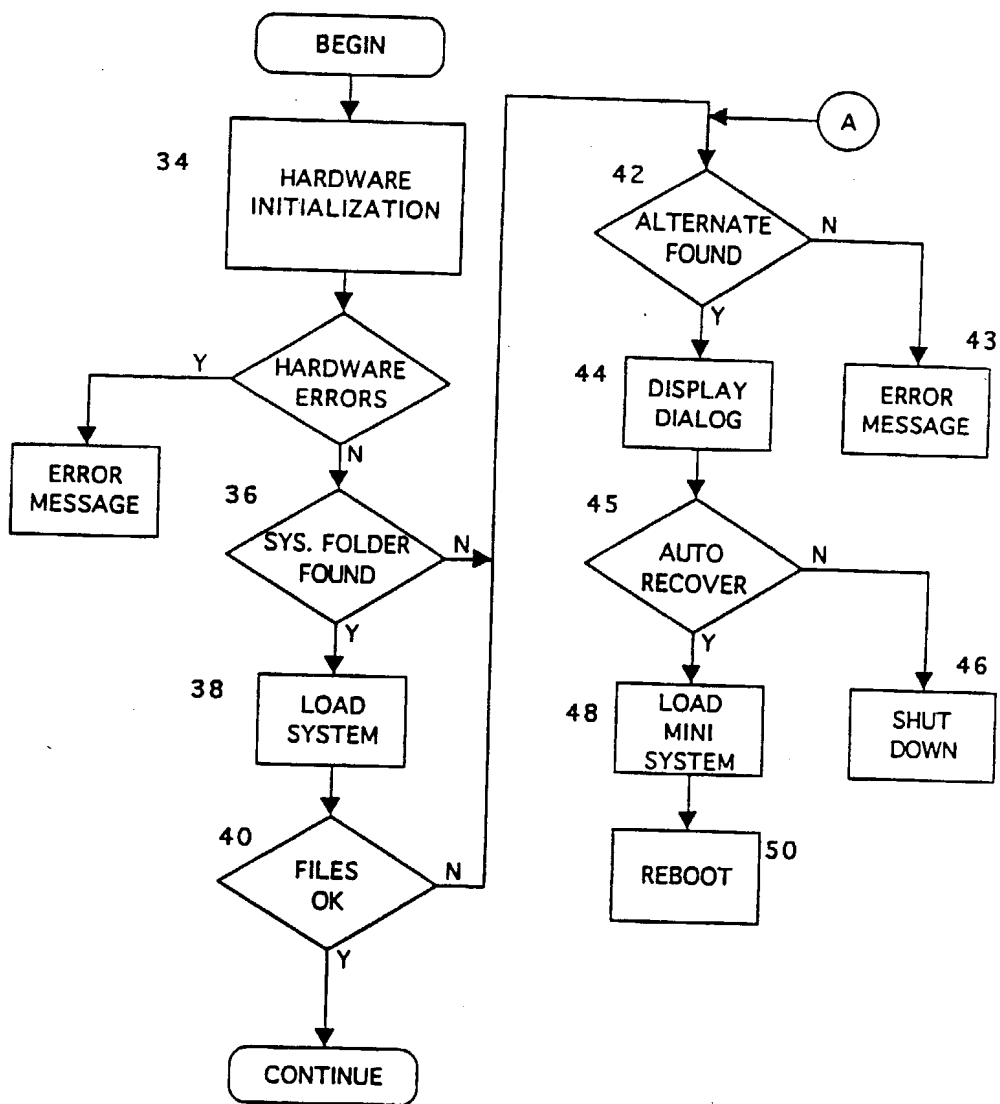 BEGIN
34
HARDWARE
INITIALIZATION
HARDWARE
ERRORS
Y
N
ERROR
MESSAGE
36
SYS. FOLDER
FOUND
N
Y
38
LOAD
SYSTEM
40
FILES
OK
N
Y
CONTINUE
A
42
ALTERNATE
FOUND
N
Y
43
ERROR
MESSAGE
44
DISPLAY
DIALOG
45
AUTO
RECOVER
N
Y
46
SHUT
DOWN
48
LOAD
MINI
SYSTEM
50
REBOOT